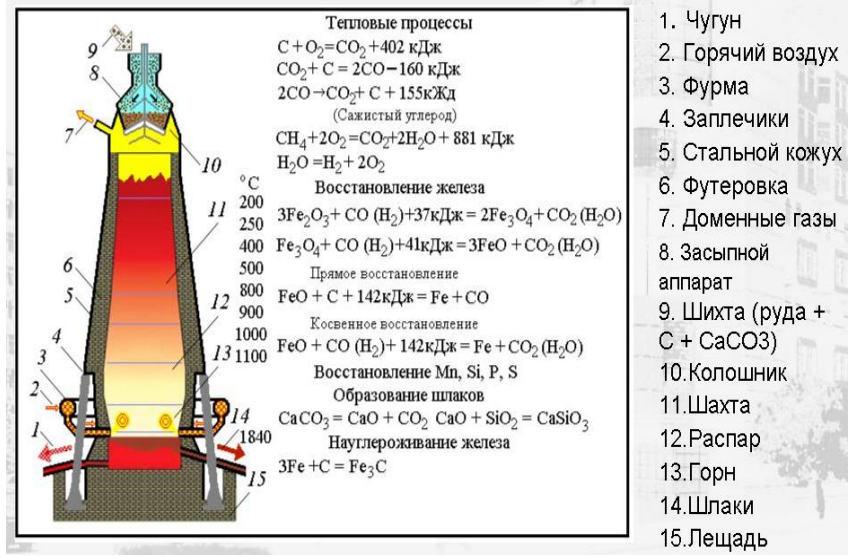 Тепловые процессы
C + O₂=CO₂+402 кДж
CO₂+ C = 2CO−160 кДж
2CO→CO₂+ C + 155кЖд
(Сажистый углерод)
CH₄+2O₂=CO₂+2H₂O + 881 кДж
H₂O =H₂ + 2O₂
Восстановление железа
3Fe₂O₃+ CO (H₂)+37кДж = 2Fe₃O₄+ CO₂ (H₂O)
Fe₃O₄+ CO (H₂)+41кДж =3FeO + CO₂ (H₂O)
Прямое восстановление
FeO + C + 142кДж = Fe + CO
Косвенное восстановление
FeO + CO (H₂)+ 142кДж = Fe + CO₂ (H₂O)
Восстановление Mn, Si, P, S
Образование шлаков
CaCO₃ = CaO + CO₂ CaO + SiO₂ = CaSiO₃
Науглероживание железа
3Fe +C = Fe₃C
9
8
7
10
°C
200
250
400
500
800
900
1000
1100
1840
11
6
5
12
4
13
3
2
14
1
15
1. Чугун
2. Горячий воздух
3. Фурма
4. Заплечики
5. Стальной кожух
6. Футеровка
7. Доменные газы
8. Засыпной
аппарат
9. Шихта (руда +
C + CaCO3)
10.Колошник
11.Шахта
12.Распар
13.Горн
14.Шлаки
15.Лещадь